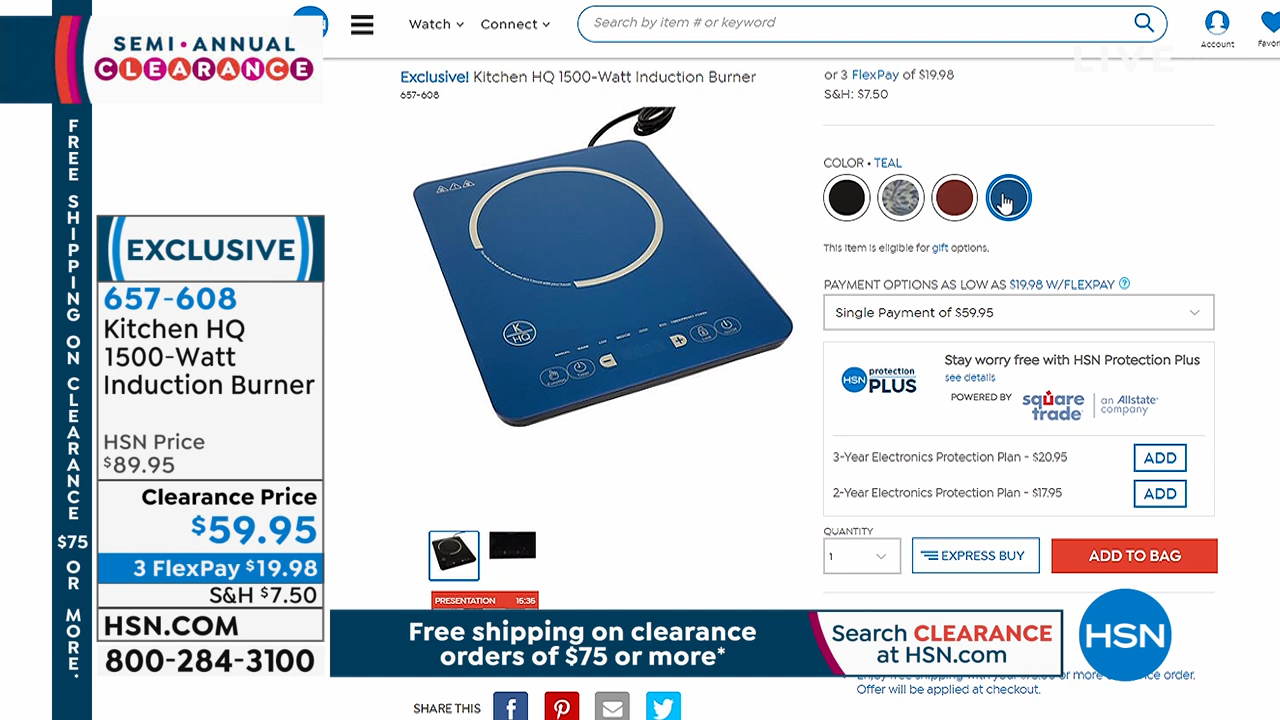 SEMI•ANNUAL
CLEARANCE
FREE SHIPPING ON CLEARANCE $75 OR MORE.
EXCLUSIVE
657-608
Kitchen HQ
1500-Watt
Induction Burner
HSN Price
$89.95
Clearance Price
$59.95
3 FlexPay $19.98
S&H $7.50
HSN.COM
800-284-3100
Watch
Connect
Search by item # or keyword
Account
LIVE
Exclusive! Kitchen HQ 1500-Watt Induction Burner
657-608
K
HQ
or 3 FlexPay of $19.98
S&H: $7.50
COLOR • TEAL
This item is eligible for gift options.
PAYMENT OPTIONS AS LOW AS $19.98 W/FLEXPAY
Single Payment of $59.95
HSN protection PLUS
Stay worry free with HSN Protection Plus
see details
POWERED BY
square trade
an Allstate company
3-Year Electronics Protection Plan - $20.95
ADD
2-Year Electronics Protection Plan - $17.95
ADD
QUANTITY
1
EXPRESS BUY
ADD TO BAG
PRESENTATION 16:36
Free shipping on clearance
orders of $75 or more*
Search CLEARANCE
at HSN.com
HSN
Offer will be applied at checkout.
SHARE THIS